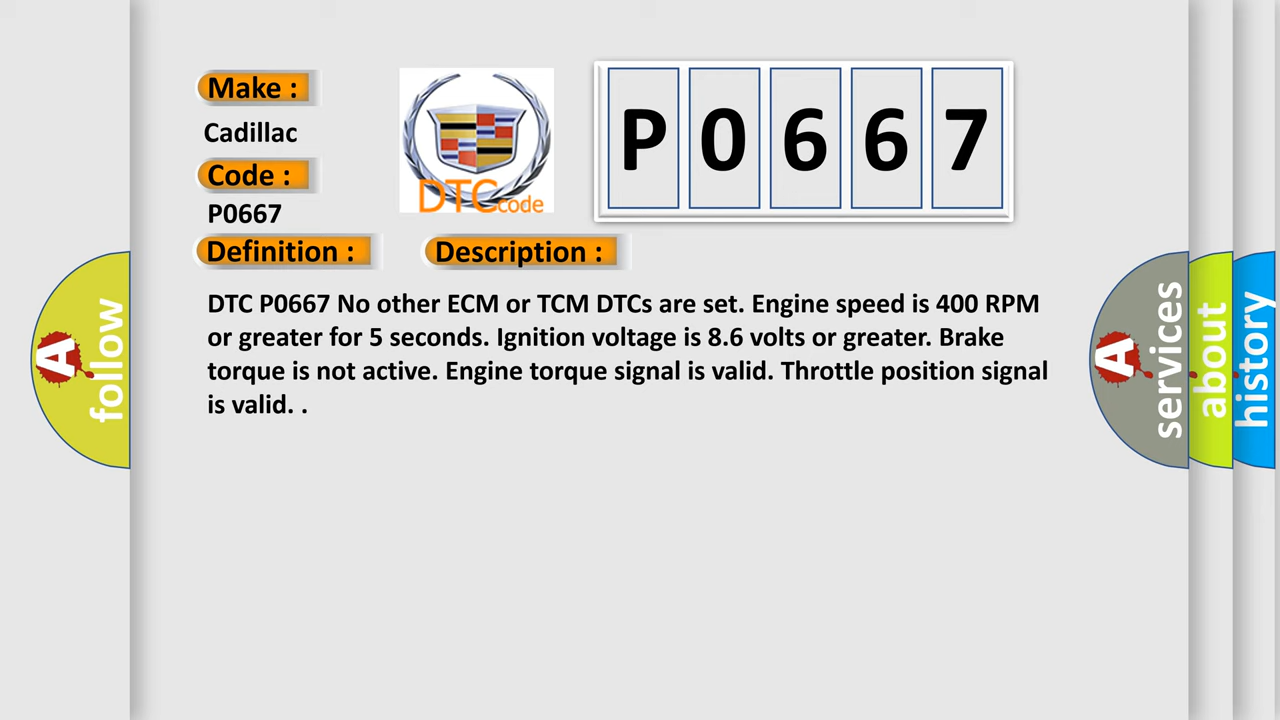 Make :
Cadillac
Code :
P0667
Definition :
Description :
DTC code
P0667
DTC P0667 No other ECM or TCM DTCs are set. Engine speed is 400 RPM
or greater for 5 seconds. Ignition voltage is 8.6 volts or greater. Brake
torque is not active. Engine torque signal is valid. Throttle position signal
is valid. .
A follow
A services
about
history